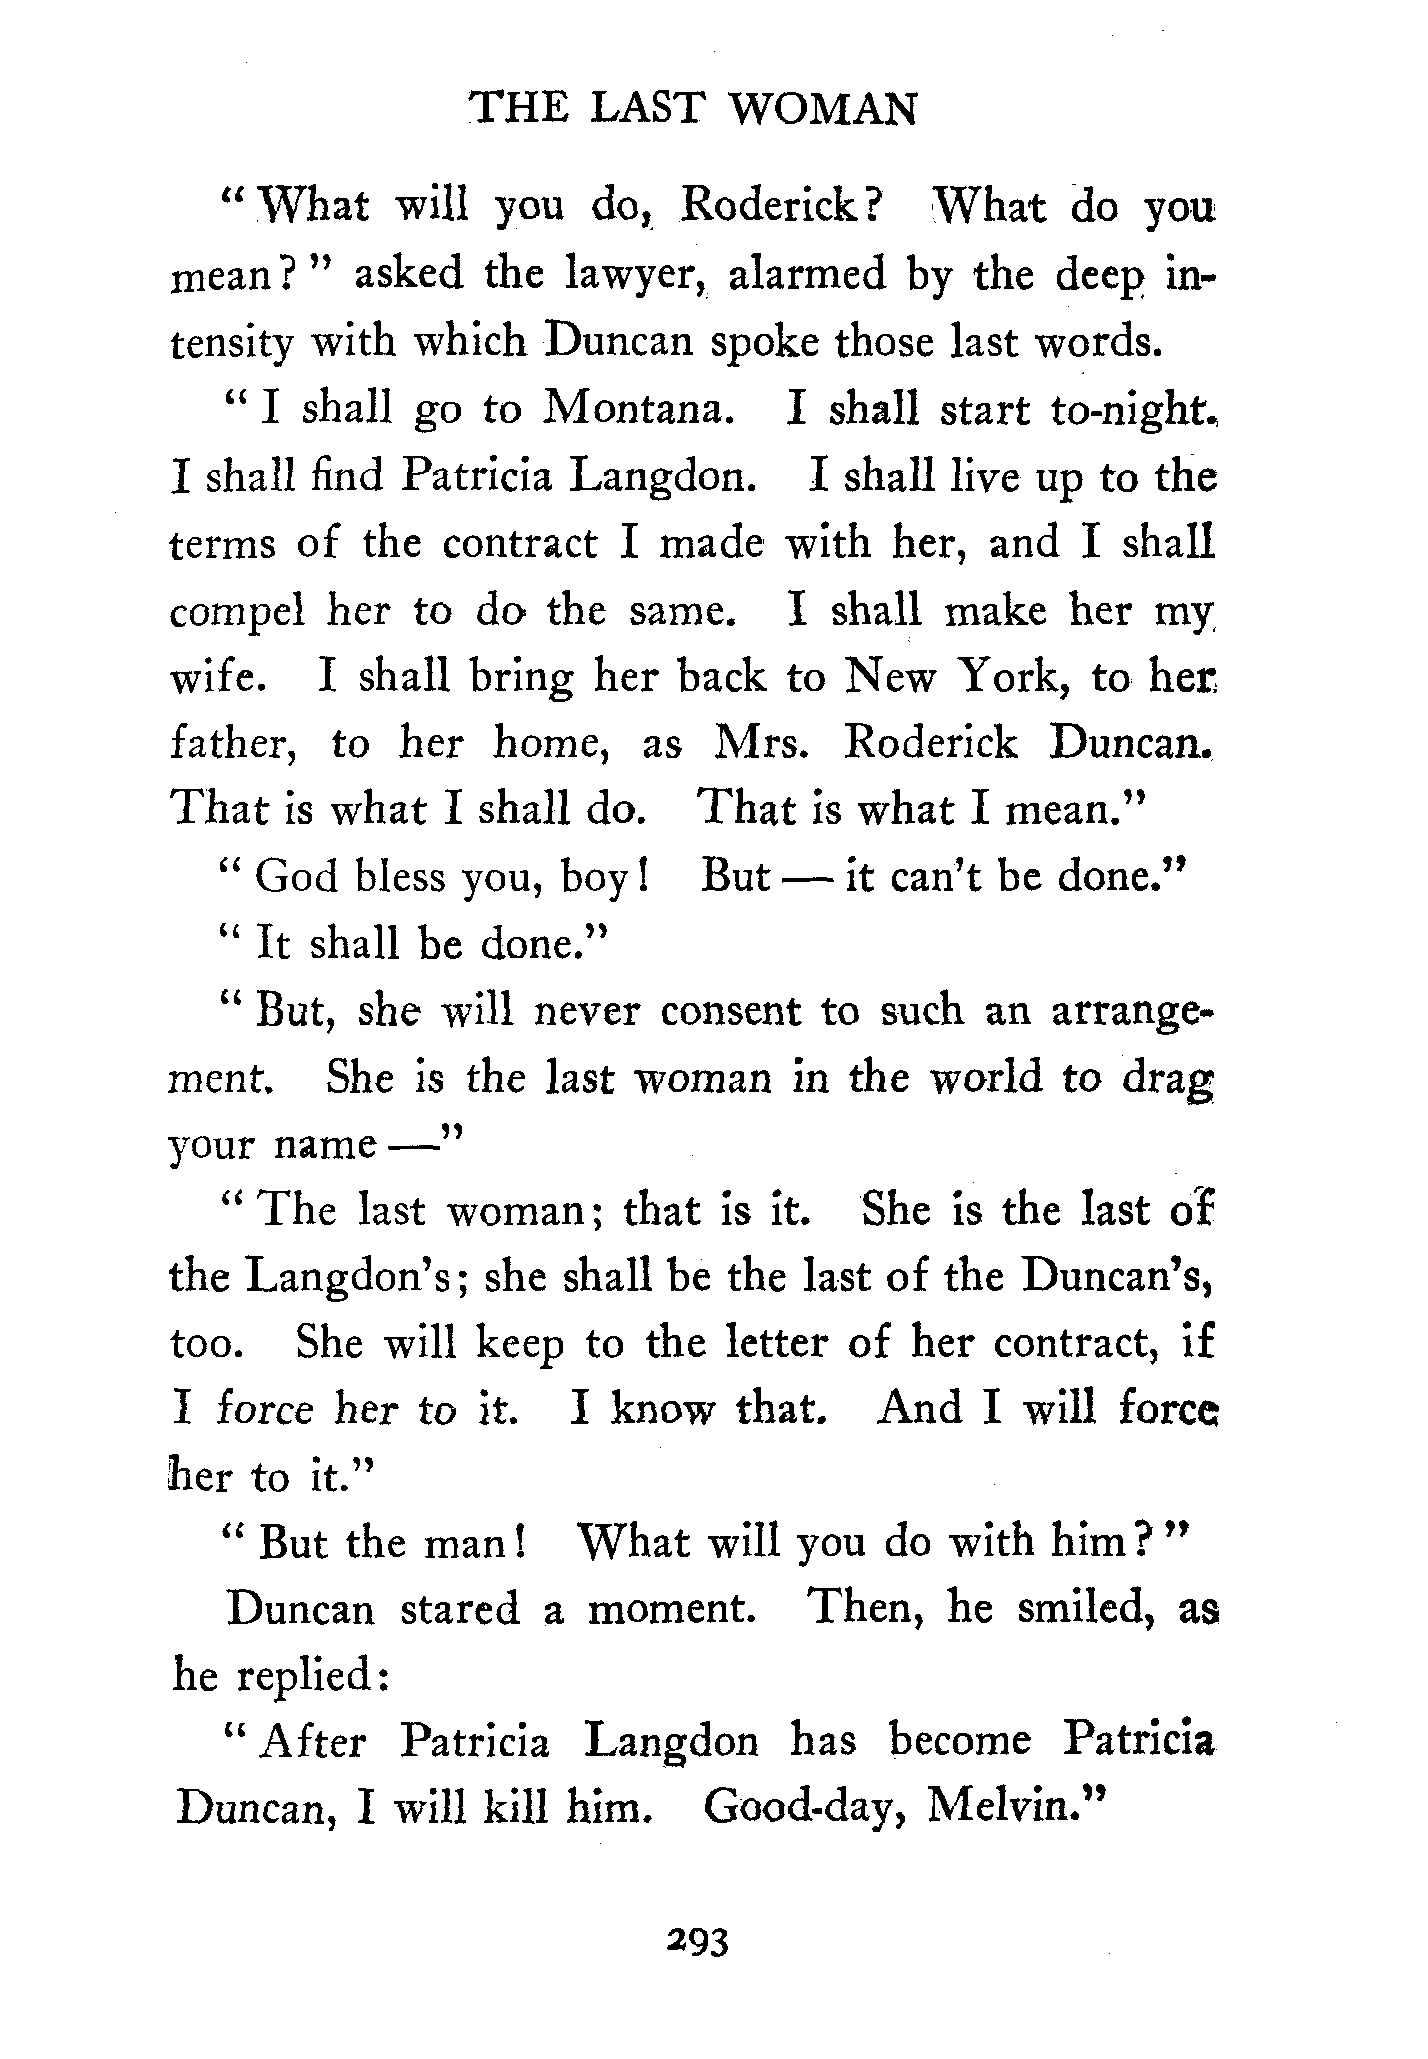 THE LAST WOMAN
“ What will you do, Roderick? What do you
mean? ” asked the lawyer, alarmed by the deep in-
tensity with which Duncan spoke those last words.
“ I shall go to Montana. I shall start to-night.
I shall find Patricia Langdon. I shall live up to the
terms of the contract I made with her, and I shall
compel her to do the same. I shall make her my
wife. I shall bring her back to New York, to her
father, to her home, as Mrs. Roderick Duncan.
That is what I shall do. That is what I mean.”
“ God bless you, boy! But — it can’t be done.”
“ It shall be done.”
“ But, she will never consent to such an arrange-
ment. She is the last woman in the world to drag
your name —”
“ The last woman; that is it. She is the last of
the Langdon’s; she shall be the last of the Duncan’s,
too. She will keep to the letter of her contract, if
I force her to it. I know that. And I will force
her to it.”
“ But the man! What will you do with him? ”
Duncan stared a moment. Then, he smiled, as
he replied:
“ After Patricia Langdon has become Patricia
Duncan, I will kill him. Good-day, Melvin.”
293